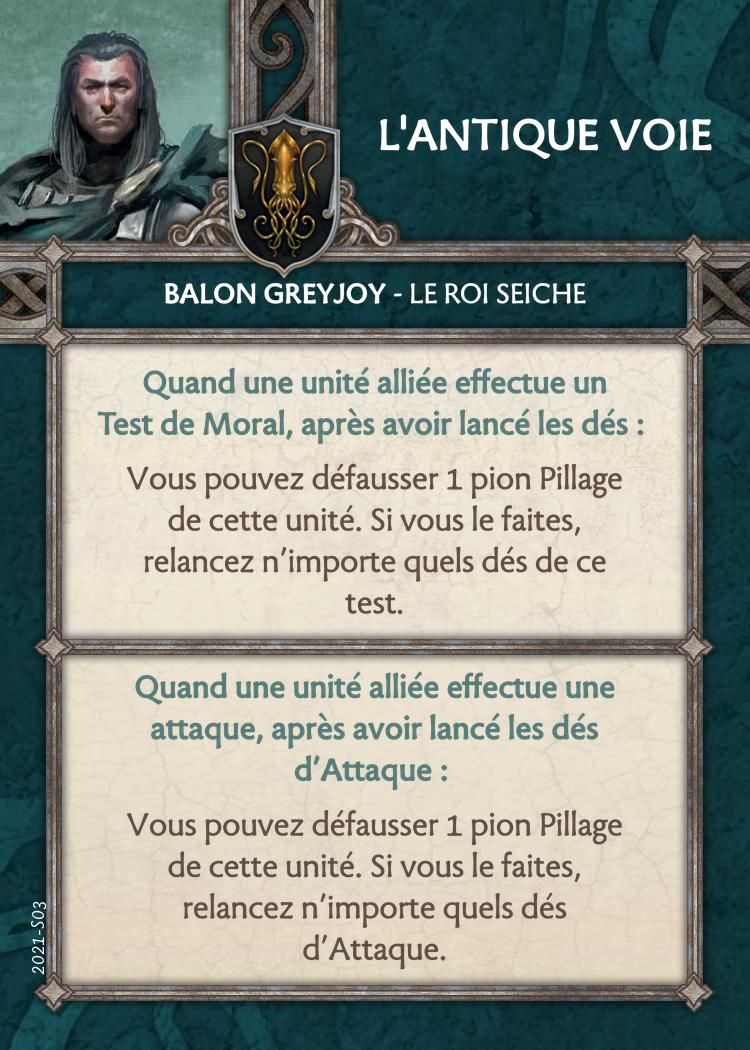 L'ANTIQUE VOIE
BALON GREYJOY - LE ROI SEICHE
Quand une unité alliée effectue un
Test de Moral, après avoir lancé les dés :
Vous pouvez défausser 1 pion Pillage
de cette unité. Si vous le faites,
relancez n’importe quels dés de ce
test.
Quand une unité alliée effectue une
attaque, après avoir lancé les dés
d’Attaque :
Vous pouvez défausser 1 pion Pillage
de cette unité. Si vous le faites,
relancez n’importe quels dés
d’Attaque.
2021-S03